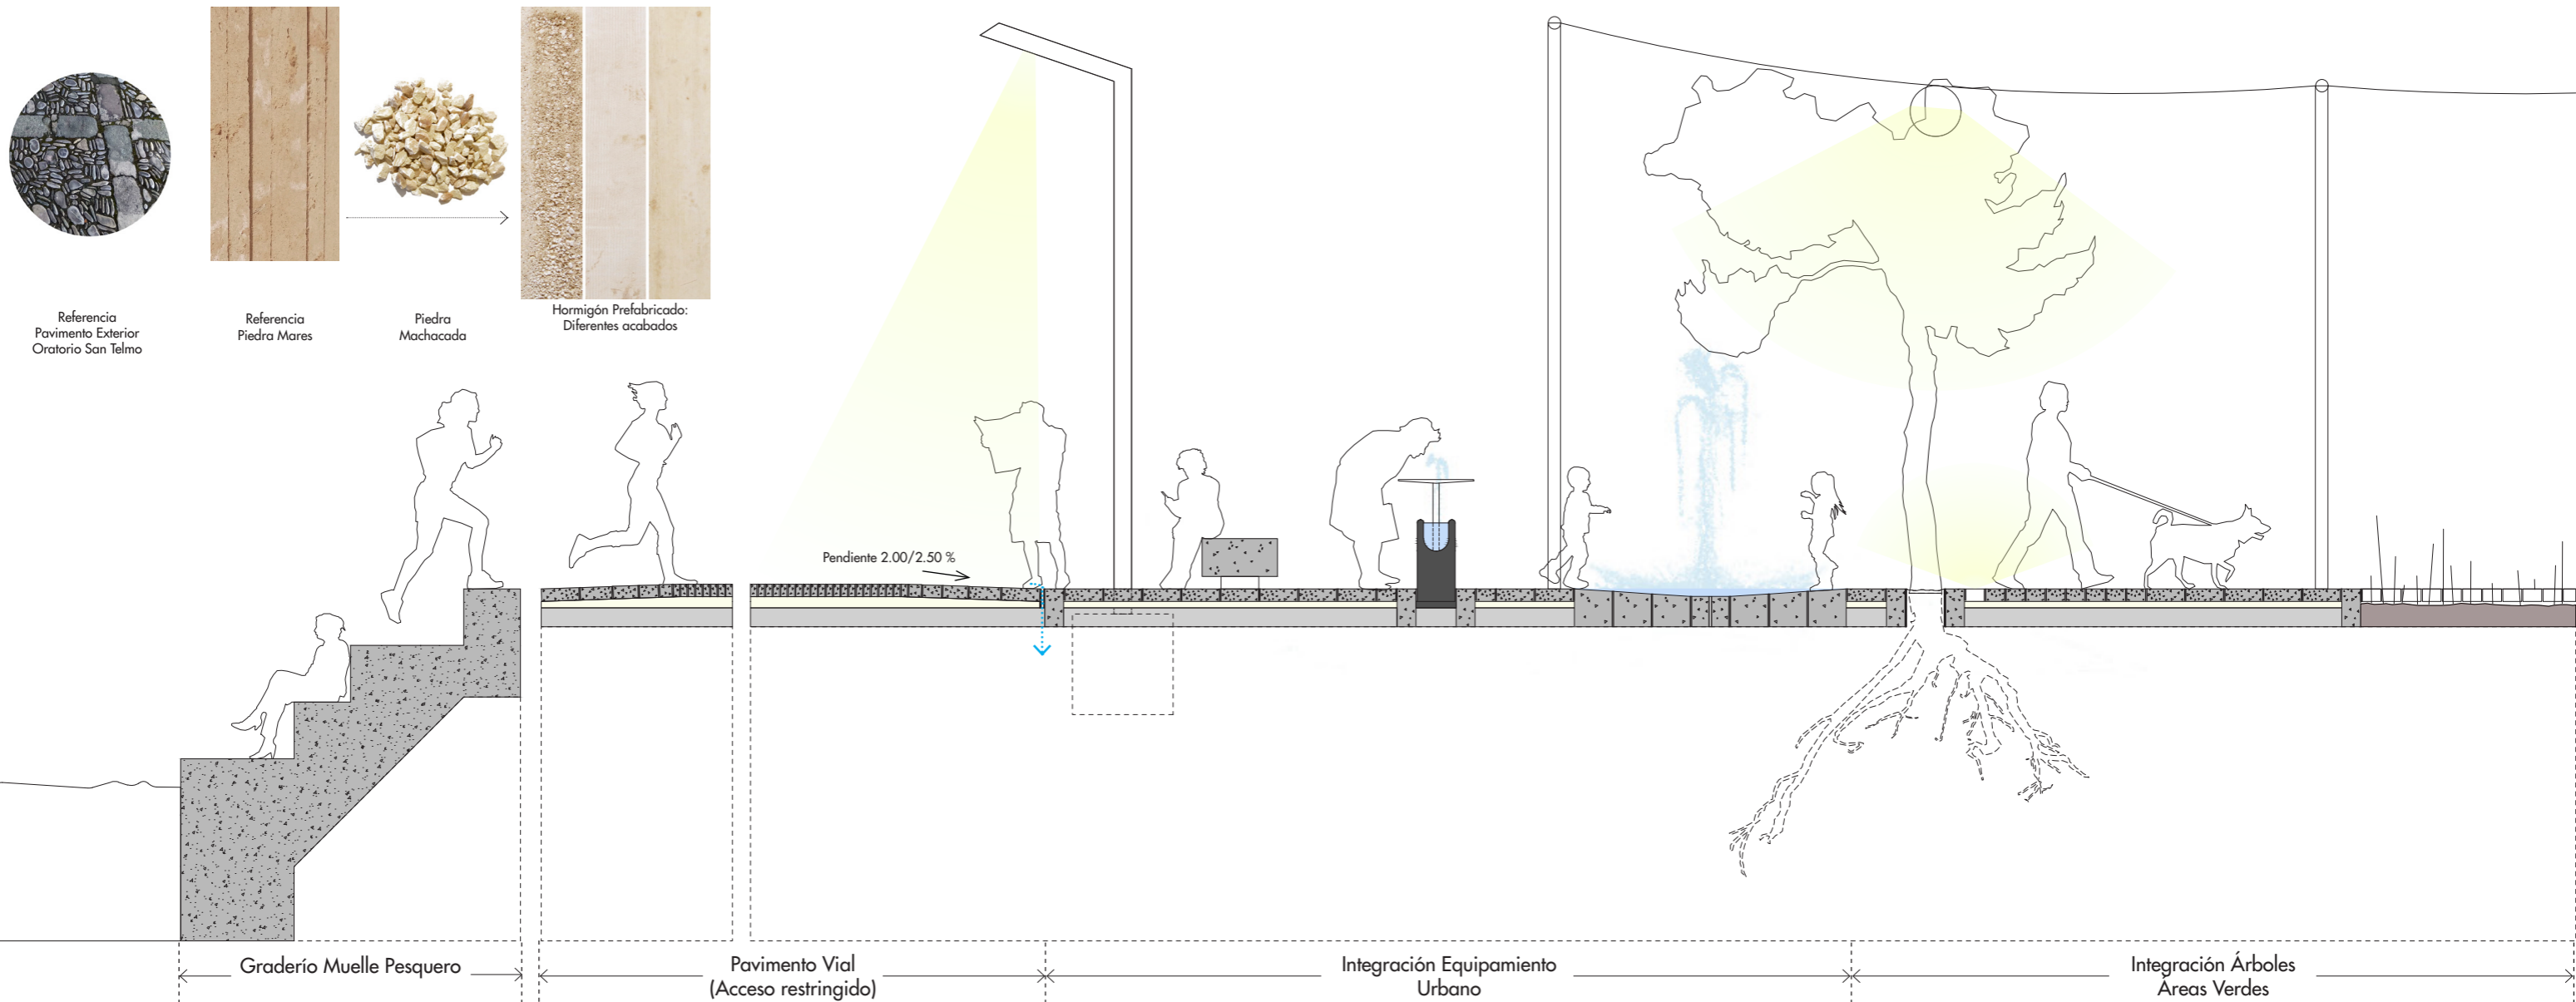 Referencia
Pavimento Exterior
Oratorio San Telmo
Referencia
Piedra Mares
Piedra
Machacada
Hormigón Prefabricado:
Diferentes acabados
Pendiente 2.00/2.50 %
Graderío Muelle Pesquero
Pavimento Vial
(Acceso restringido)
Integración Equipamiento
Urbano
Integración Árboles
Áreas Verdes